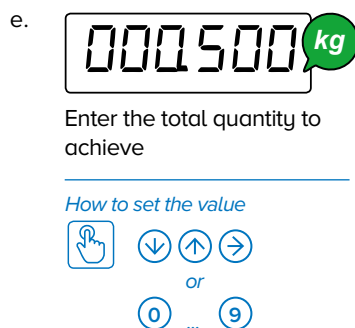 e.
000.500 kg
Enter the total quantity to
achieve
How to set the value
or
0 ... 9